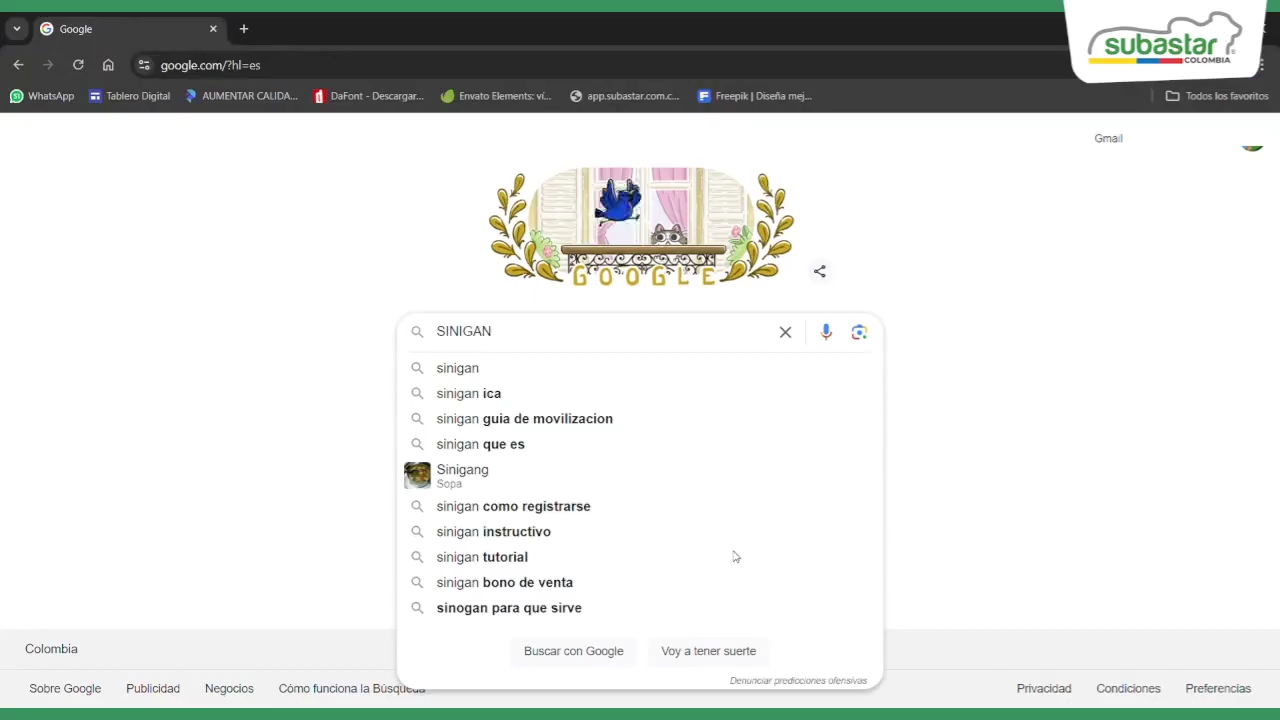 Google
subastar
COLOMBIA
google.com/?hl=es
WhatsApp
Tablero Digital
AUMENTAR CALIDA...
DaFont - Descargar...
Envato Elements: ví...
app.subastar.com.c...
Freepik | Diseña mej...
Todos los favoritos
Gmail
GOOGLE
SINIGAN
sinigan
sinigan ica
sinigan guia de movilizacion
sinigan que es
Sinigang
Sopa
sinigan como registrarse
sinigan instructivo
sinigan tutorial
sinigan bono de venta
sinogan para que sirve
Buscar con Google
Voy a tener suerte
Denunciar predicciones ofensivas
Colombia
Sobre Google
Publicidad
Negocios
Cómo funciona la Búsqueda
Privacidad
Condiciones
Preferencias